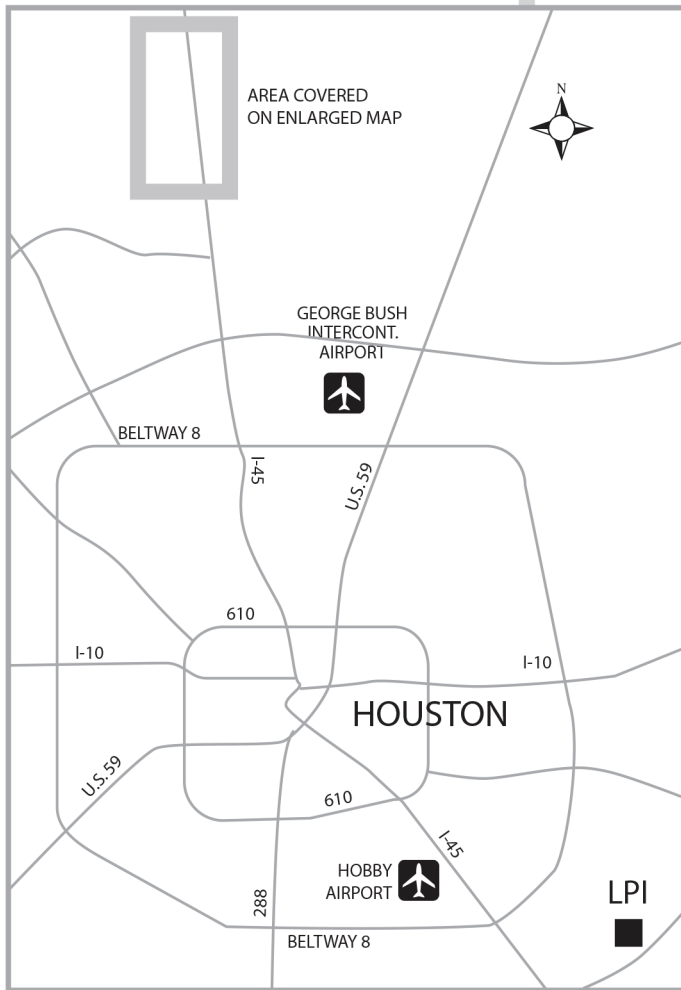 AREA COVERED
ON ENLARGED MAP
N
GEORGE BUSH
INTERCONT.
AIRPORT
BELTWAY 8
I-45
U.S. 59
610
I-10
I-10
HOUSTON
U.S. 59
610
I-45
HOBBY
AIRPORT
288
LPI
BELTWAY 8